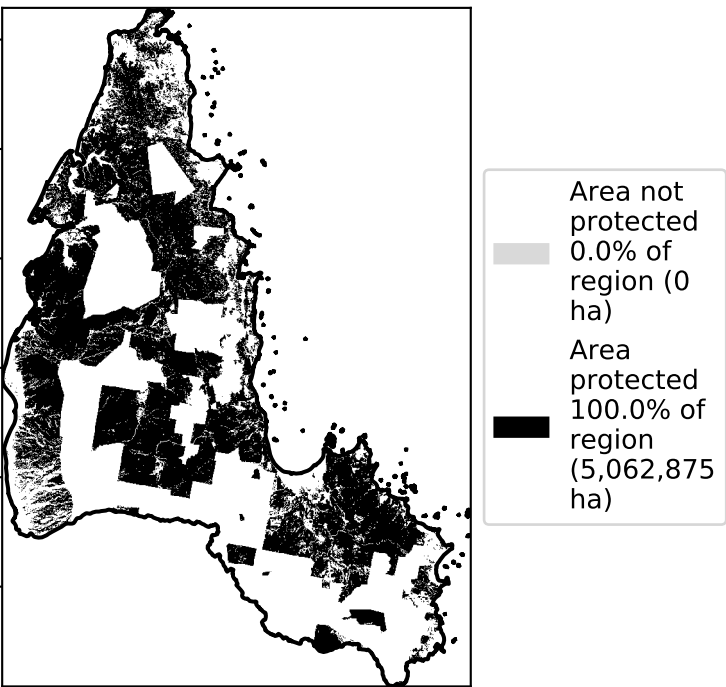 Area not
protected
0.0% of
region (0
ha)
Area
protected
100.0% of
region
(5,062,875
ha)